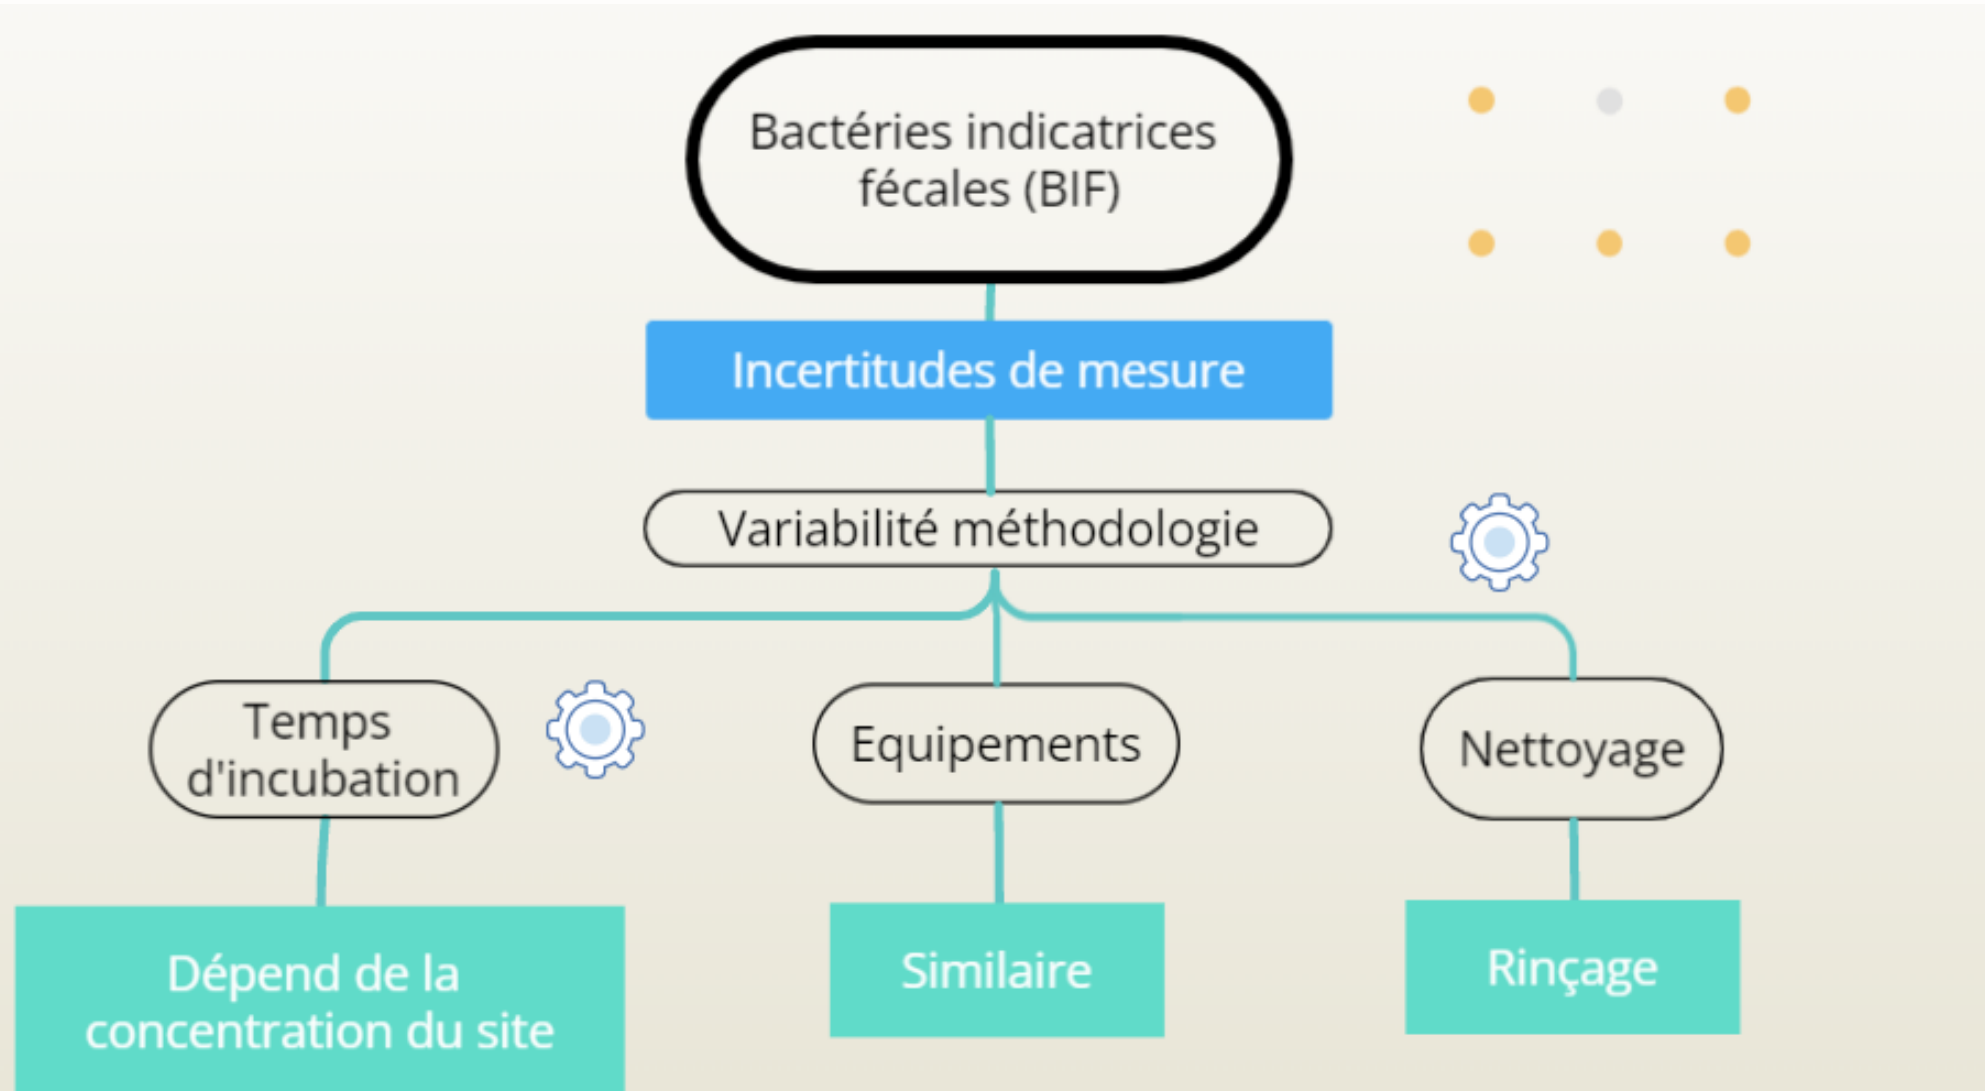 Bactéries indicatrices
fécales (BIF)
Incertitudes de mesure
Variabilité méthodologie
Temps
d'incubation
Equipements
Nettoyage
Dépend de la
concentration du site
Similaire
Rinçage